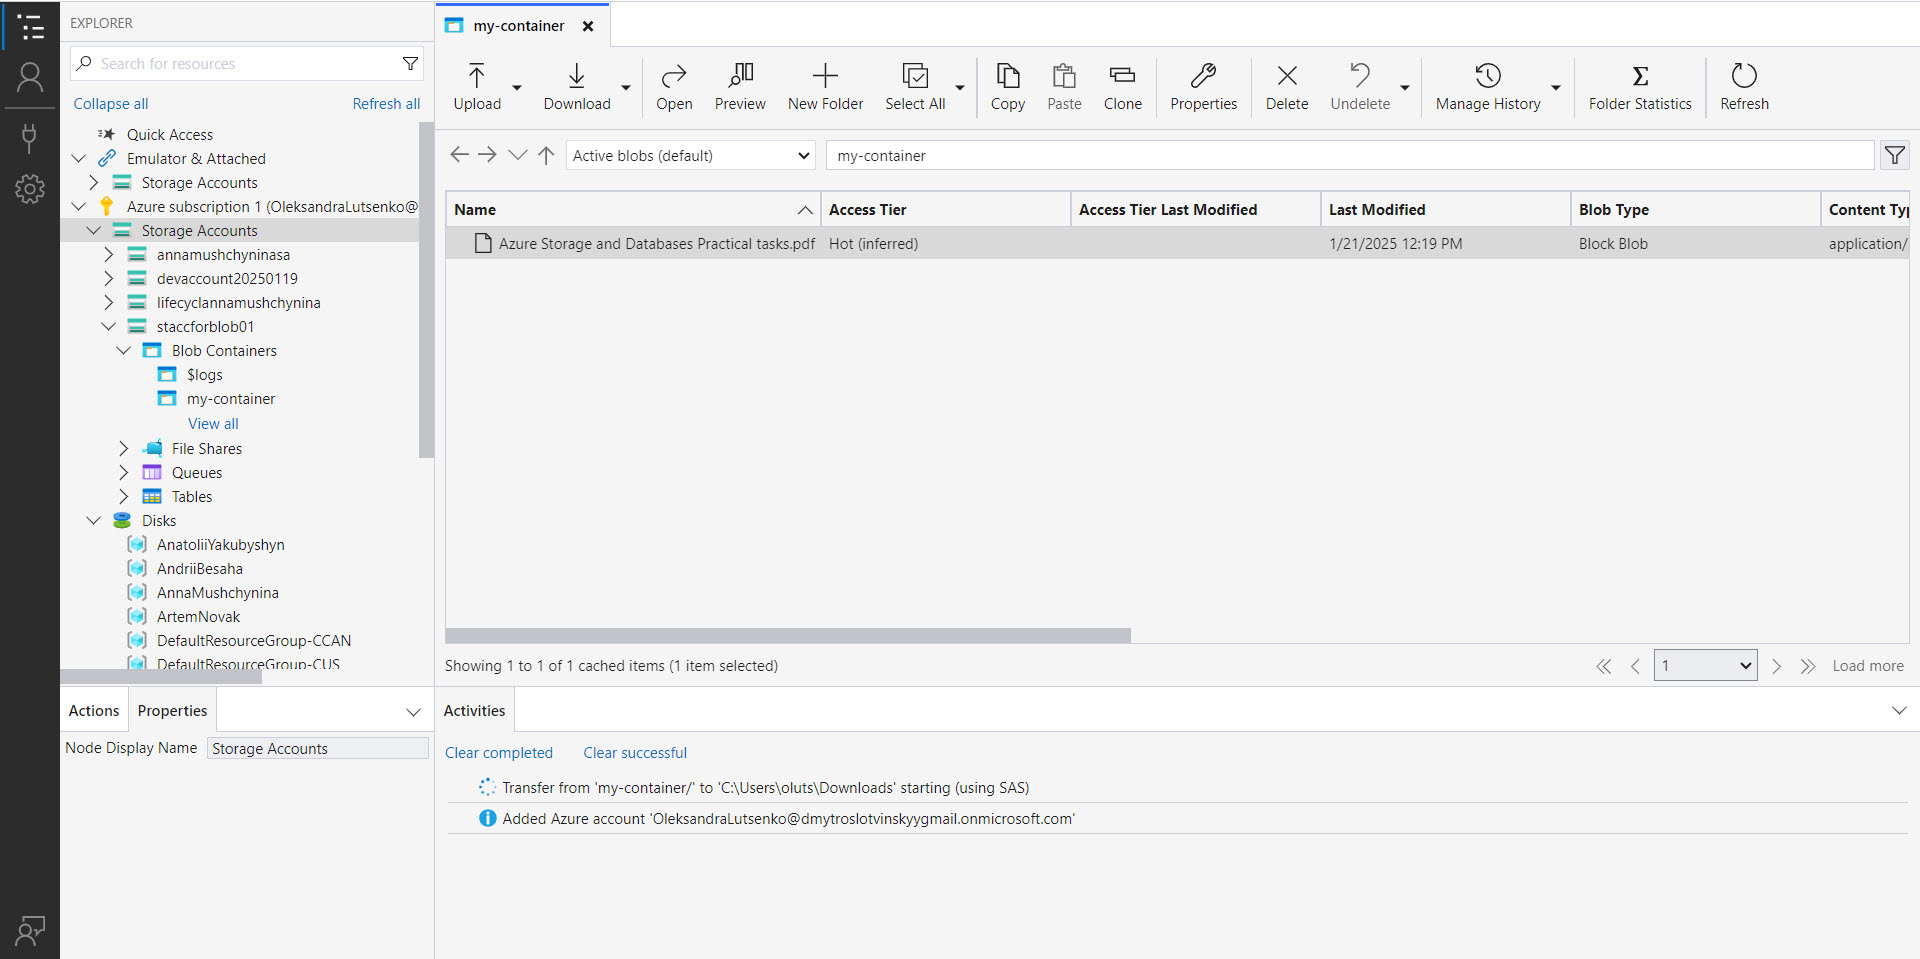 EXPLORER
Search for resources
Collapse all
Refresh all
Quick Access
Emulator & Attached
Storage Accounts
Azure subscription 1 (OleksandraLutsenko@
Storage Accounts
annamushchyninasa
devaccount20250119
lifecyclannamushchynina
staccforblob01
Blob Containers
$logs
my-container
View all
File Shares
Queues
Tables
Disks
AnatoliiYakubyshyn
AndriiBesaha
AnnaMushchynina
ArtemNovak
DefaultResourceGroup-CCAN
DefaultResourceGroup-CUS
Actions
Properties
Node Display Name
Storage Accounts
my-container
Upload
Download
Open
Preview
New Folder
Select All
Copy
Paste
Clone
Properties
Delete
Undelete
Manage History
Folder Statistics
Refresh
Active blobs (default)
my-container
Name
Access Tier
Access Tier Last Modified
Last Modified
Blob Type
Content Typ
Azure Storage and Databases Practical tasks.pdf
Hot (inferred)
1/21/2025 12:19 PM
Block Blob
application/
Showing 1 to 1 of 1 cached items (1 item selected)
1
Load more
Activities
Clear completed
Clear successful
Transfer from 'my-container/' to 'C:\Users\oluts\Downloads' starting (using SAS)
Added Azure account 'OleksandraLutsenko@dmytroslotvinskyygmail.onmicrosoft.com'